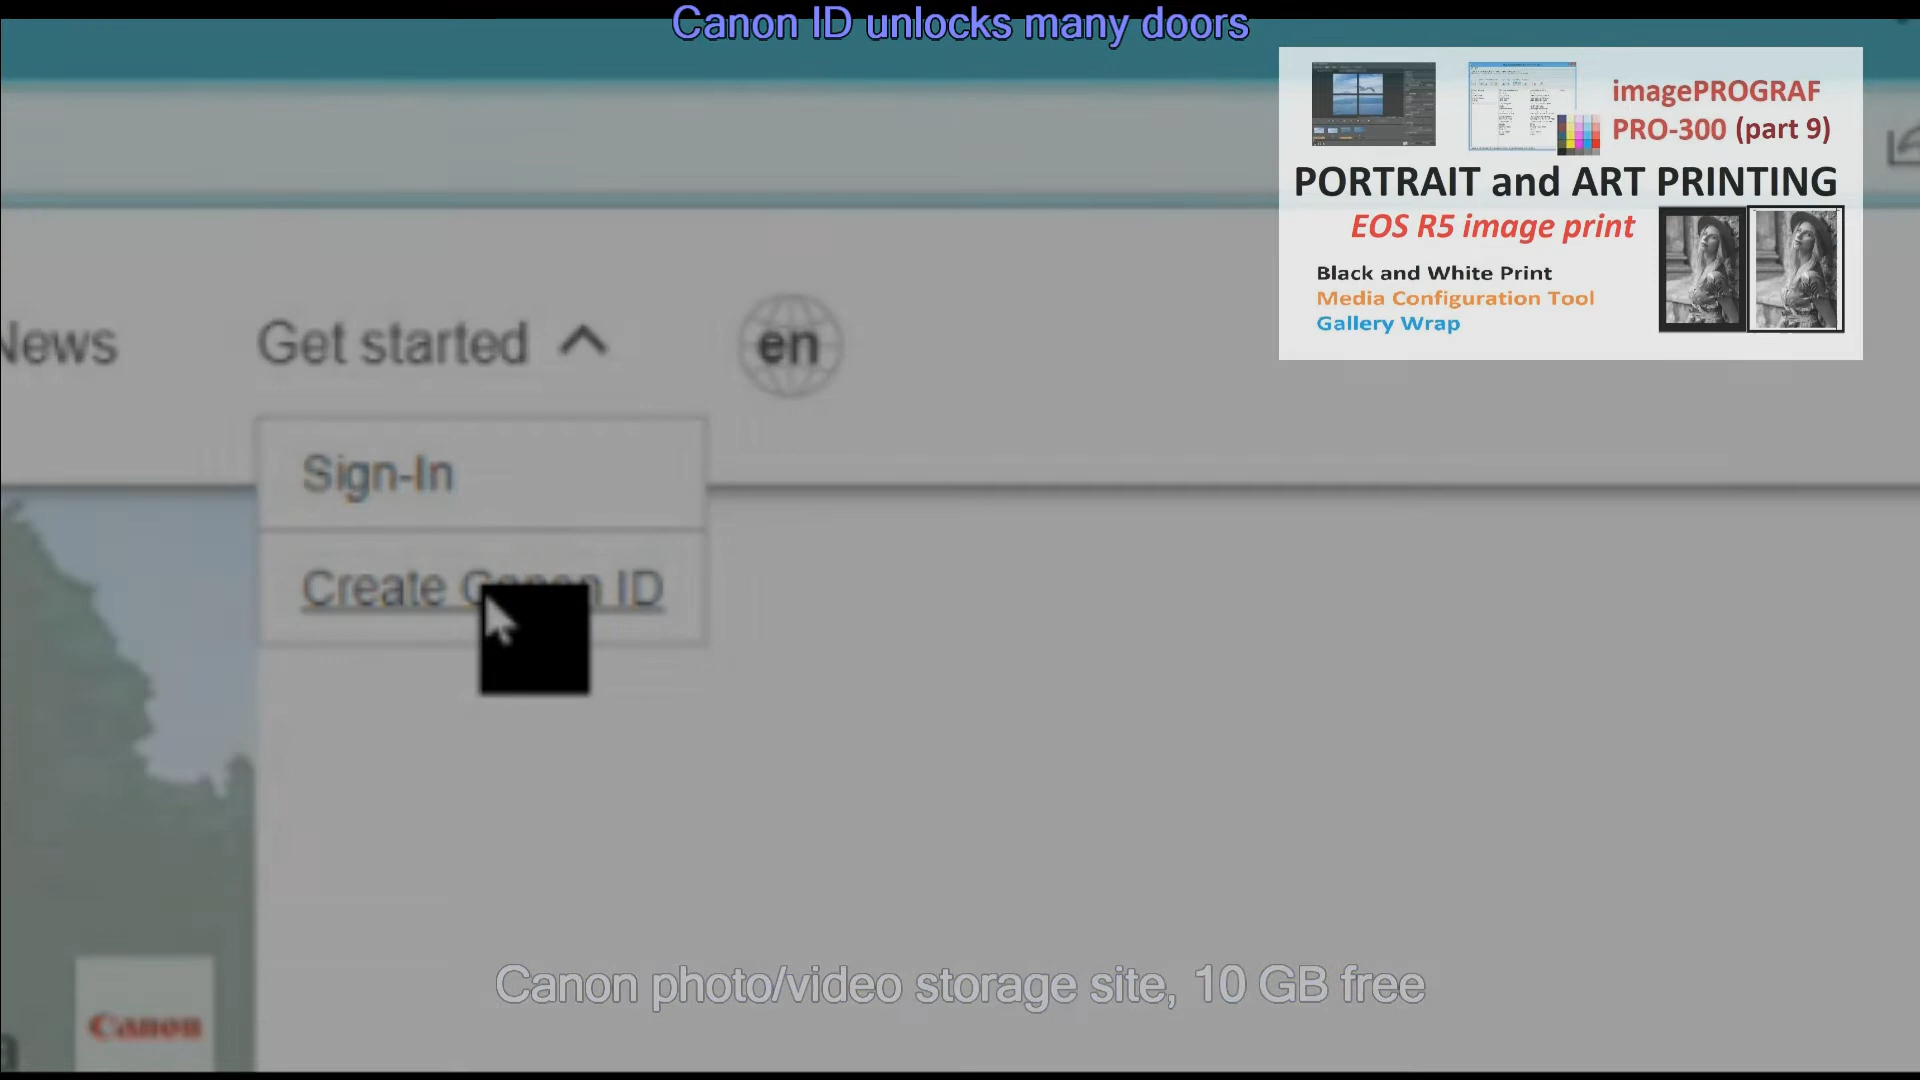 Canon ID unlocks many doors
imagePROGRAF
PRO-300 (part 9)
PORTRAIT and ART PRINTING
EOS R5 image print
Black and White Print
Media Configuration Tool
Gallery Wrap
News
Get started
en
Sign-In
Create Canon ID
Canon photo/video storage site, 10 GB free
Canon